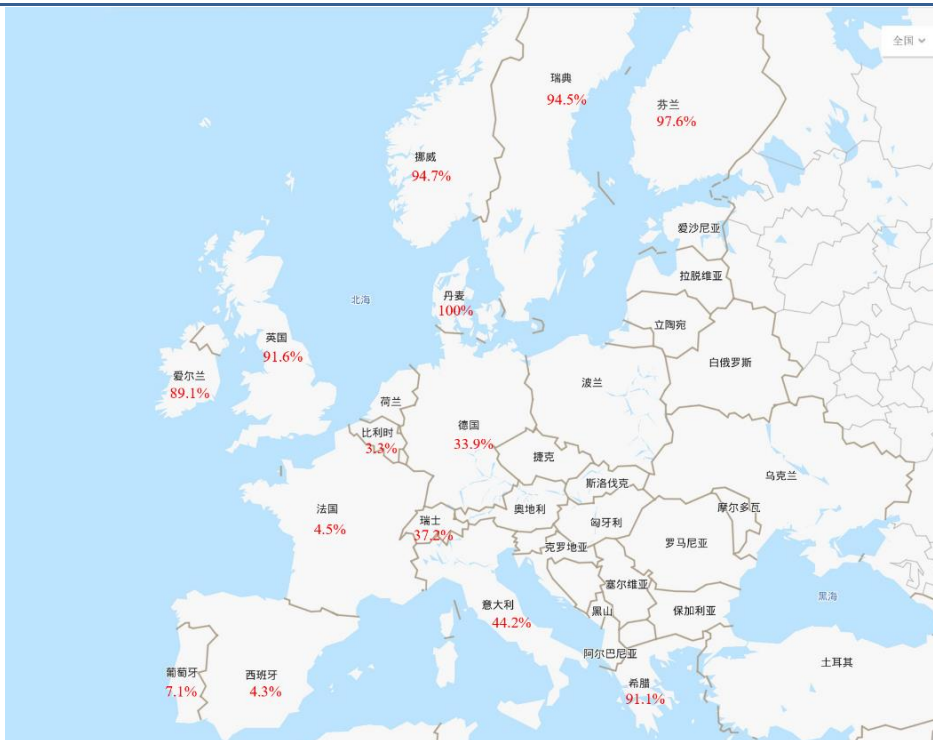 全国
瑞典
94.5%
芬兰
97.6%
挪威
94.7%
爱沙尼亚
拉脱维亚
丹麦
100%
北海
立陶宛
英国
91.6%
白俄罗斯
爱尔兰
89.1%
波兰
荷兰
比利时
3.3%
德国
33.9%
捷克
乌克兰
斯洛伐克
法国
4.5%
奥地利
摩尔多瓦
瑞士
37.2%
匈牙利
克罗地亚
罗马尼亚
塞尔维亚
黑海
意大利
44.2%
黑山
保加利亚
阿尔巴尼亚
土耳其
葡萄牙
7.1%
西班牙
4.3%
希腊
91.1%